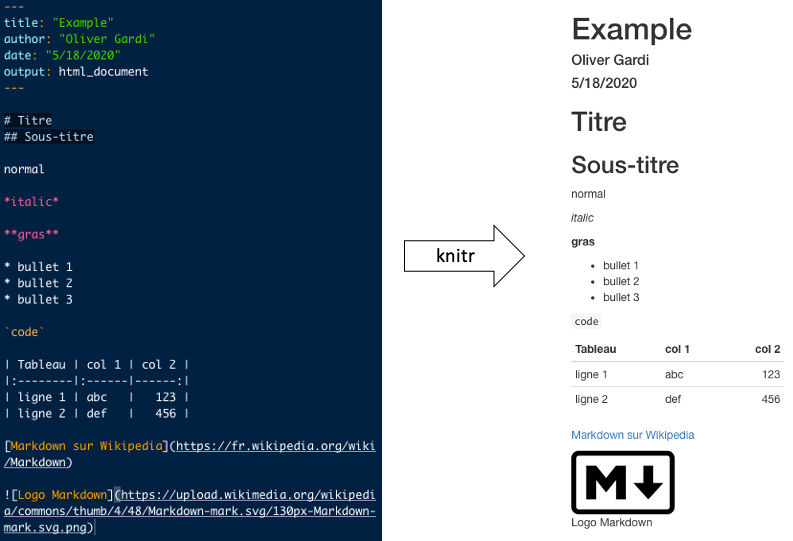 ---
title: "Example"
author: "Oliver Gardi"
date: "5/18/2020"
output: html_document
---
# Titre
## Sous-titre
normal
*italic*
**gras**
* bullet 1
* bullet 2
* bullet 3
`code`
| Tableau | col 1 | col 2 |
|:--------|:------|------:|
| ligne 1 | abc   |   123 |
| ligne 2 | def   |   456 |
[Markdown sur Wikipedia](https://fr.wikipedia.org/wiki
/Markdown)
![Logo Markdown](https://upload.wikimedia.org/wikipedi
a/commons/thumb/4/48/Markdown-mark.svg/130px-Markdown-
mark.svg.png)
knitr
Example
Oliver Gardi
5/18/2020
Titre
Sous-titre
normal
italic
gras
• bullet 1
• bullet 2
• bullet 3
code
Tableau col 1 col 2
ligne 1 abc 123
ligne 2 def 456
Markdown sur Wikipedia
M
Logo Markdown